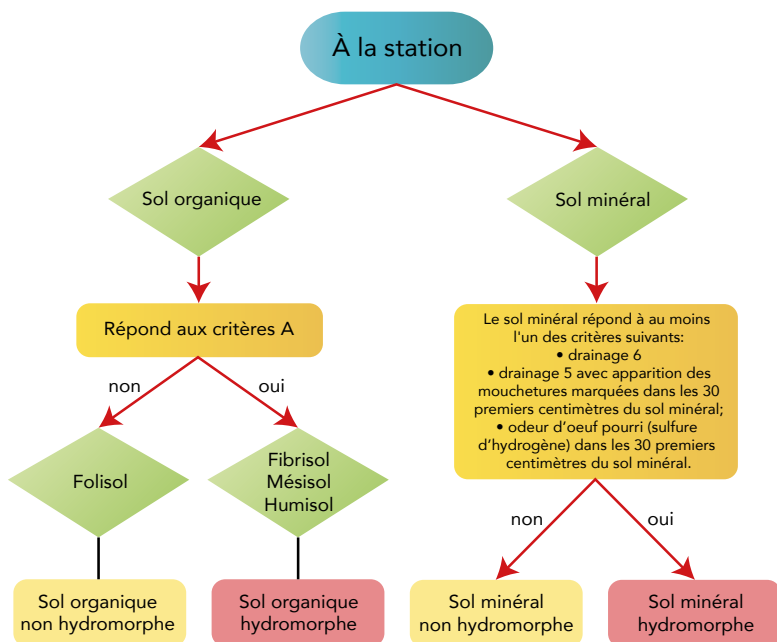 À la station
Sol organique
Sol minéral
Répond aux critères A
Le sol minéral répond à au moins
l'un des critères suivants:
• drainage 6
• drainage 5 avec apparition des
mouchetures marquées dans les 30
premiers centimètres du sol minéral;
• odeur d'oeuf pourri (sulfure
d'hydrogène) dans les 30 premiers
centimètres du sol minéral.
non
oui
Folisol
Fibrisol
Mésisol
Humisol
non
oui
Sol organique
non hydromorphe
Sol organique
hydromorphe
Sol minéral
non hydromorphe
Sol minéral
hydromorphe